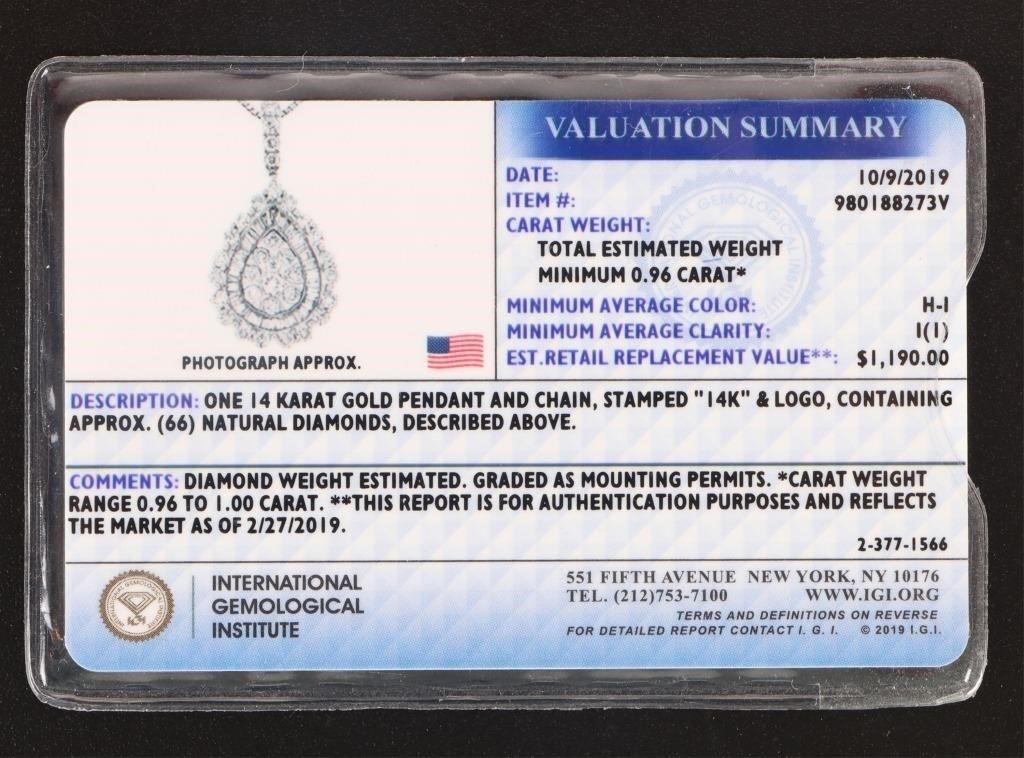 VALUATION SUMMARY
DATE: 10/9/2019
ITEM #: 980188273V
CARAT WEIGHT:
TOTAL ESTIMATED WEIGHT
MINIMUM 0.96 CARAT*
MINIMUM AVERAGE COLOR: H-I
MINIMUM AVERAGE CLARITY: I(1)
EST.RETAIL REPLACEMENT VALUE**: $1,190.00
PHOTOGRAPH APPROX.
DESCRIPTION: ONE 14 KARAT GOLD PENDANT AND CHAIN, STAMPED "14K" & LOGO, CONTAINING
APPROX. (66) NATURAL DIAMONDS, DESCRIBED ABOVE.
COMMENTS: DIAMOND WEIGHT ESTIMATED. GRADED AS MOUNTING PERMITS. *CARAT WEIGHT
RANGE 0.96 TO 1.00 CARAT. **THIS REPORT IS FOR AUTHENTICATION PURPOSES AND REFLECTS
THE MARKET AS OF 2/27/2019.
2-377-1566
INTERNATIONAL
GEMOLOGICAL
INSTITUTE
551 FIFTH AVENUE NEW YORK, NY 10176
TEL. (212)753-7100 WWW.IGI.ORG
TERMS AND DEFINITIONS ON REVERSE
FOR DETAILED REPORT CONTACT I. G. I. © 2019 I.G.I.